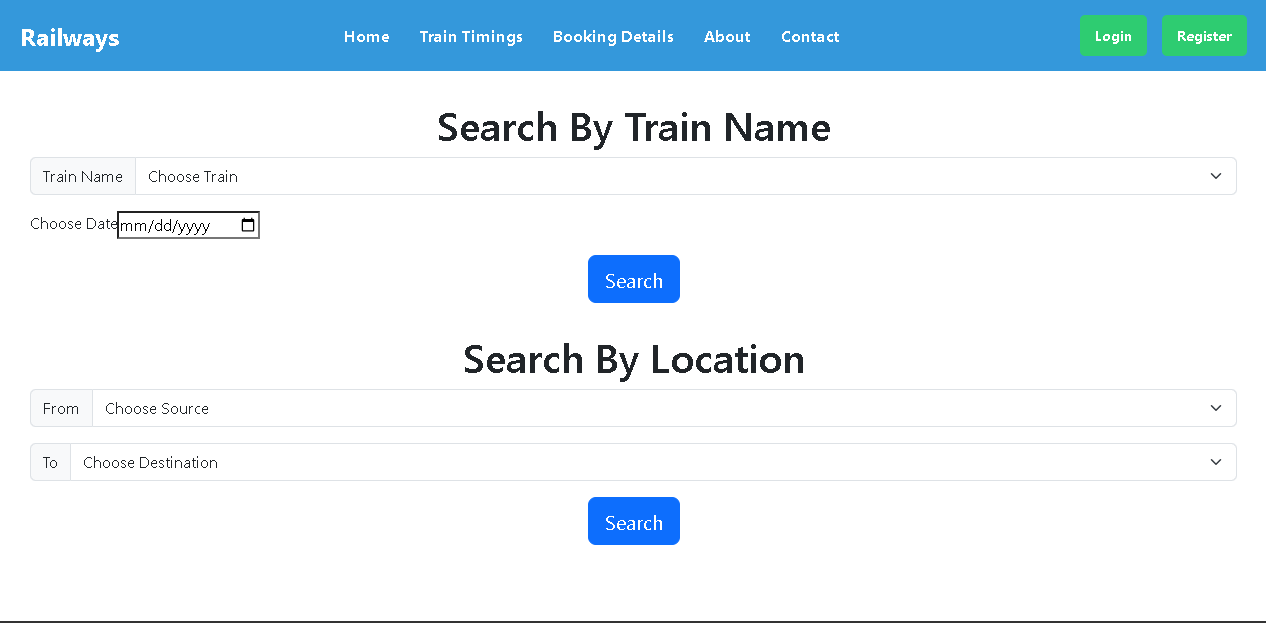 Railways Home Train Timings Booking Details About Contact Login Register
Search By Train Name
Train Name Choose Train
Choose Date mm/dd/yyyy
Search
Search By Location
From Choose Source
To Choose Destination
Search